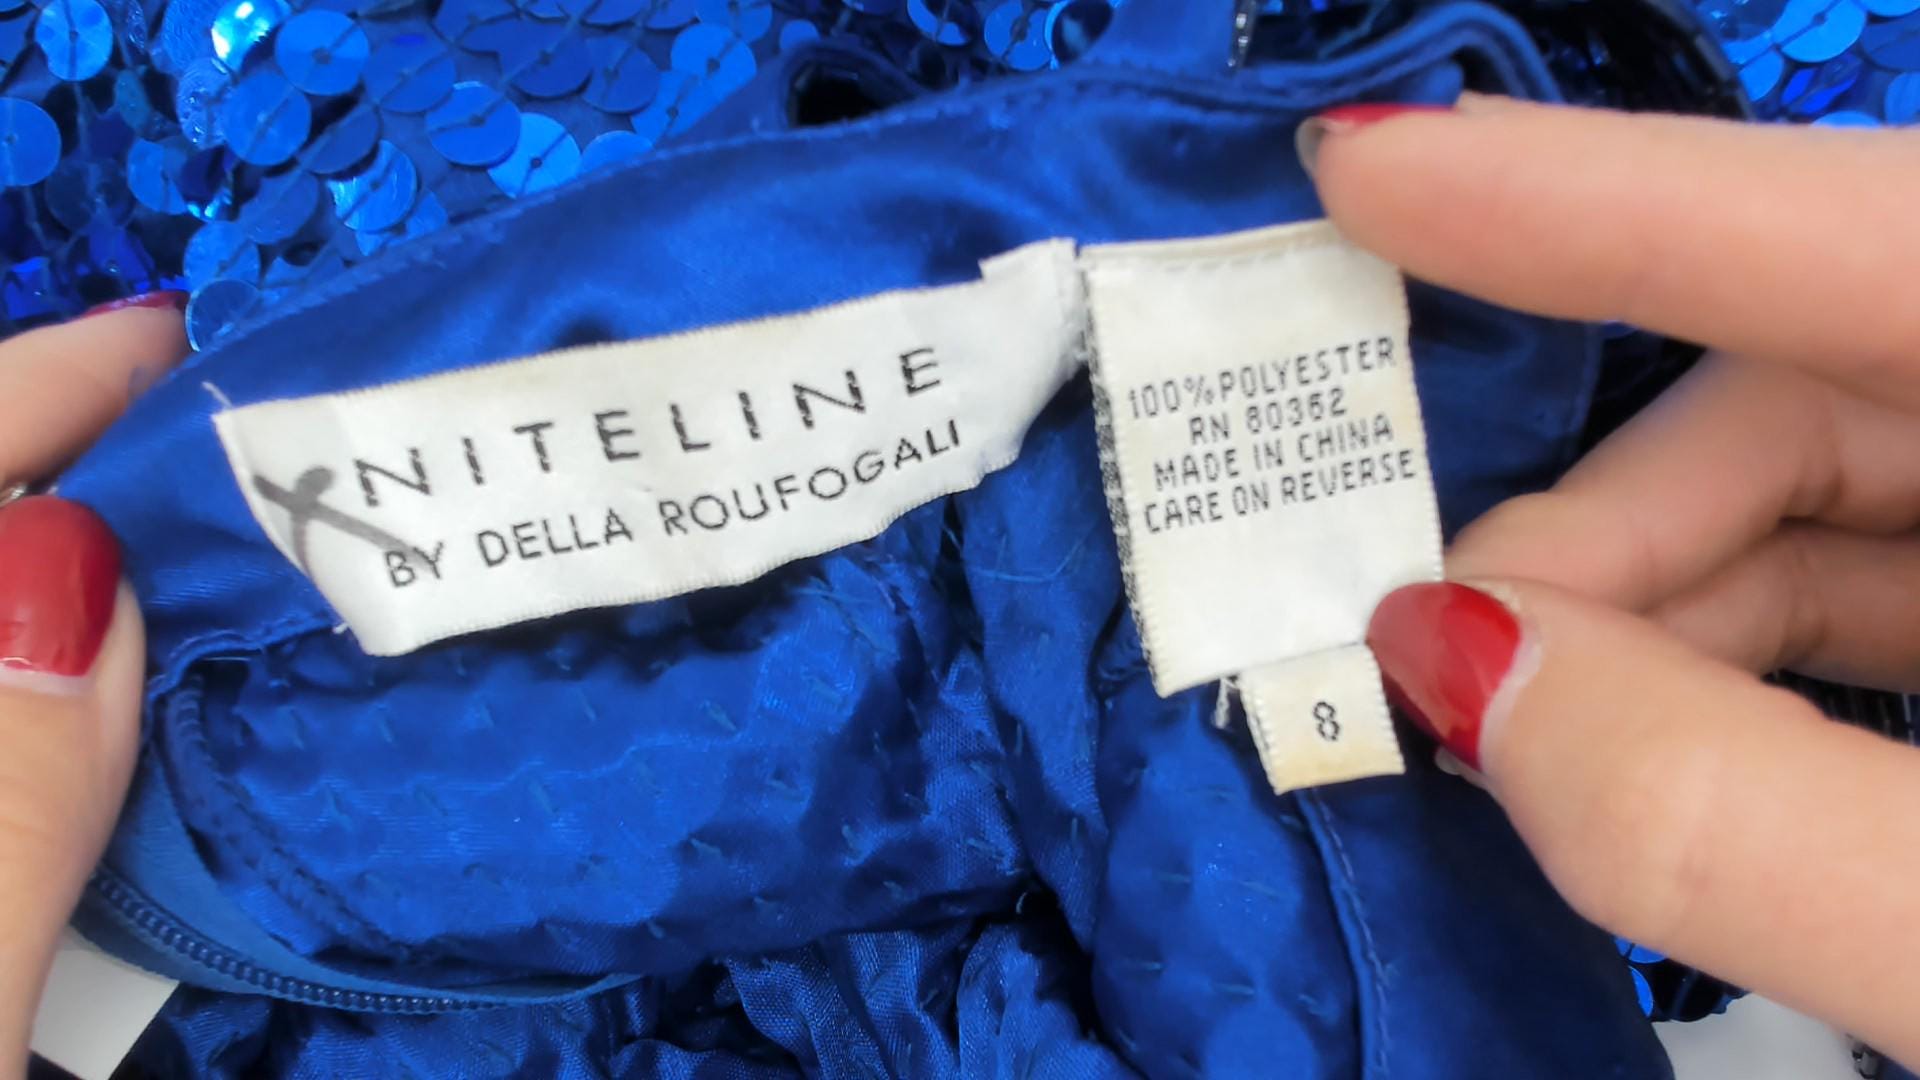 NITELINE
BY DELLA ROUFOGALI
100% POLYESTER
RN 80362
MADE IN CHINA
CARE ON REVERSE
8